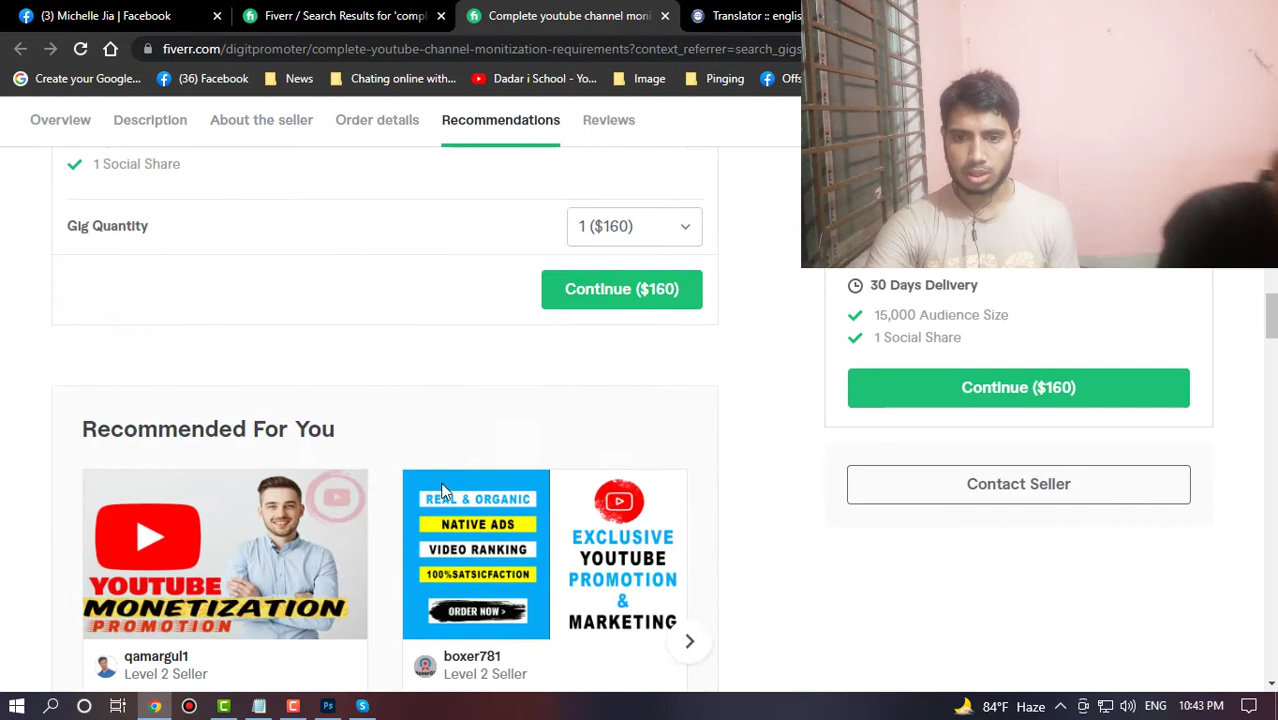 (3) Michelle Jia | Facebook
Fiverr / Search Results for 'compl
Complete youtube channel moni
Translator :: englis
fiverr.com/digitpromoter/complete-youtube-channel-monitization-requirements?context_referrer=search_gigs
Create your Google...
(36) Facebook
News
Chating online with...
Dadar i School - Yo...
Image
Pinging
Offs
Overview
Description
About the seller
Order details
Recommendations
Reviews
1 Social Share
Gig Quantity
1 ($160)
Continue ($160)
30 Days Delivery
15,000 Audience Size
1 Social Share
Continue ($160)
Contact Seller
Recommended For You
YOUTUBE
MONETIZATION
PROMOTION
REAL & ORGANIC
NATIVE ADS
VIDEO RANKING
100%SATSICFACTION
ORDER NOW >
EXCLUSIVE
YOUTUBE
PROMOTION
&
MARKETING
qamargul1
Level 2 Seller
boxer781
Level 2 Seller
84°F Haze
ENG
10:43 PM